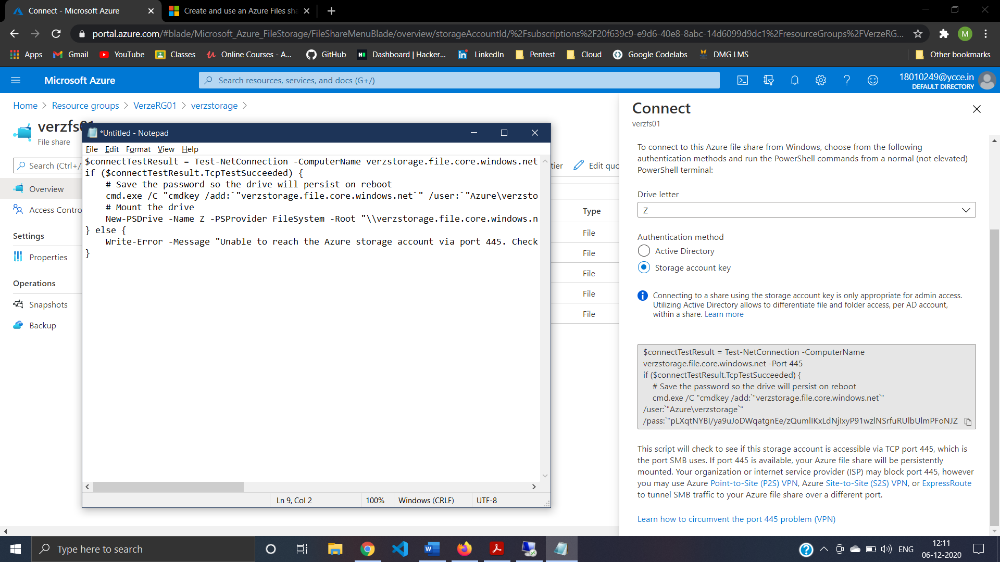 Connect - Microsoft Azure
Create and use an Azure Files sha
portal.azure.com/#blade/Microsoft_Azure_FileStorage/FileShareMenuBlade/overview/storageAccountId/%2Fsubscriptions%2F20f639c9-e9d6-40e8-8abc-14d6099d9dc1%2FresourceGroups%2FVerzeRG...
M
Apps
Gmail
YouTube
Classes
Online Courses - A...
GitHub
Dashboard | Hacker...
LinkedIn
Pentest
Cloud
Google Codelabs
DMG LMS
Other bookmarks
Microsoft Azure
Search resources, services, and docs (G+/)
18010249@ycce.in
DEFAULT DIRECTORY
Home > Resource groups > VerzeRG01 > verzstorage >
verzfs01
File share
Search (Ctrl+/
Overview
Access Contro
Settings
Properties
Operations
Snapshots
Backup
*Untitled - Notepad
File Edit Format View Help
$connectTestResult = Test-NetConnection -ComputerName verzstorage.file.core.windows.net
if ($connectTestResult.TcpTestSucceeded) {
# Save the password so the drive will persist on reboot
cmd.exe /C "cmdkey /add:`"verzstorage.file.core.windows.net`" /user:`"Azure\verzsto
# Mount the drive
New-PSDrive -Name Z -PSProvider FileSystem -Root "\\verzstorage.file.core.windows.n
} else {
Write-Error -Message "Unable to reach the Azure storage account via port 445. Check
}
Ln 9, Col 2
100%
Windows (CRLF)
UTF-8
tier
Edit quo
Type
File
File
File
File
File
Connect
verzfs01
To connect to this Azure file share from Windows, choose from the following
authentication methods and run the PowerShell commands from a normal (not elevated)
PowerShell terminal:
Drive letter
Z
Authentication method
Active Directory
Storage account key
Connecting to a share using the storage account key is only appropriate for admin access.
Utilizing Active Directory allows to differentiate file and folder access, per AD account,
within a share. Learn more
$connectTestResult = Test-NetConnection -ComputerName
verzstorage.file.core.windows.net -Port 445
if ($connectTestResult.TcpTestSucceeded) {
# Save the password so the drive will persist on reboot
cmd.exe /C "cmdkey /add:`"verzstorage.file.core.windows.net`"
/user:`"Azure\verzstorage`"
/pass:`"
This script will check to see if this storage account is accessible via TCP port 445, which is
the port SMB uses. If port 445 is available, your Azure file share will be persistently
mounted. Your organization or internet service provider (ISP) may block port 445, however
you may use Azure Point-to-Site (P2S) VPN, Azure Site-to-Site (S2S) VPN, or ExpressRoute
to tunnel SMB traffic to your Azure file share over a different port.
Learn how to circumvent the port 445 problem (VPN)
Type here to search
ENG
12:11
06-12-2020